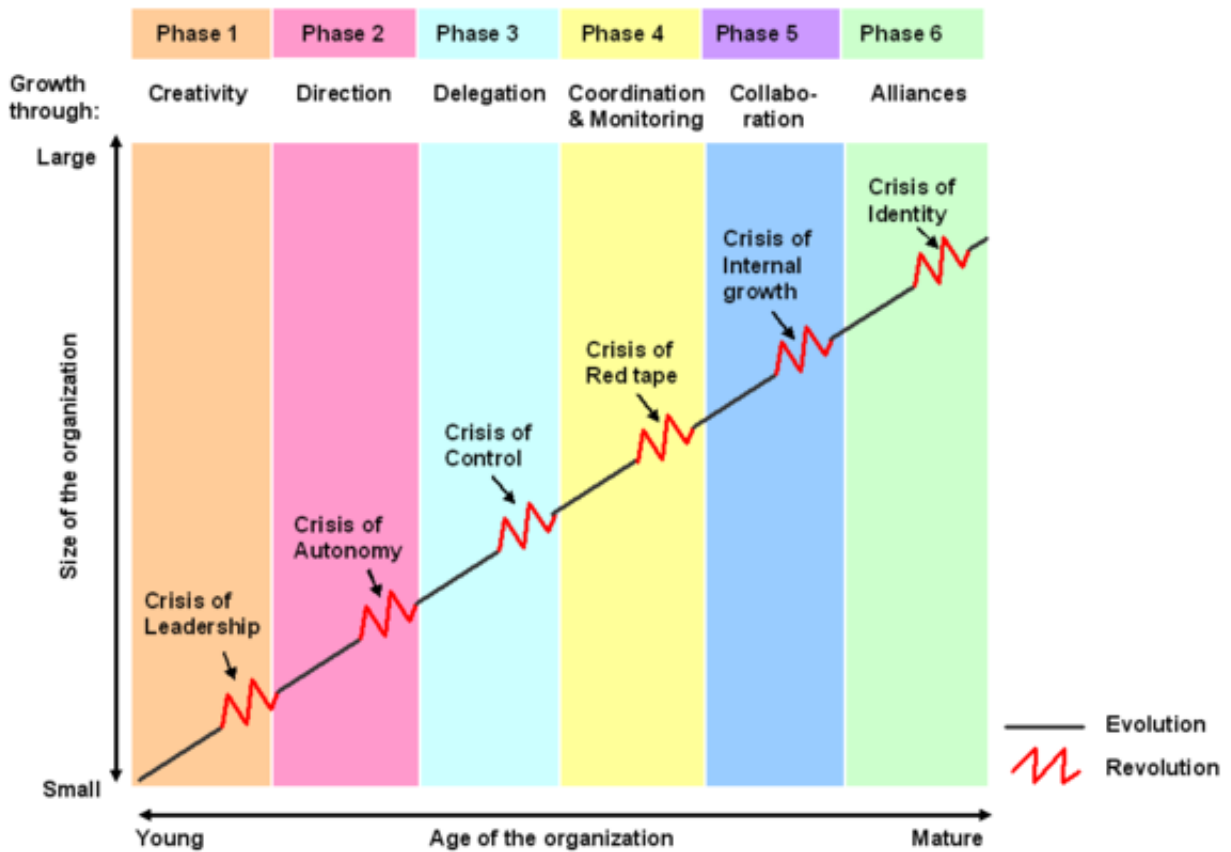 Phase 1 Phase 2 Phase 3 Phase 4 Phase 5 Phase 6
Growth
through:
Creativity Direction Delegation Coordination
& Monitoring
Collabo-
ration
Alliances
Large
Crisis of
Identity
Crisis of
Internal
growth
Crisis of
Red tape
Crisis of
Control
Crisis of
Autonomy
Crisis of
Leadership
Size of the organization
Small
Evolution
Revolution
Young Age of the organization Mature